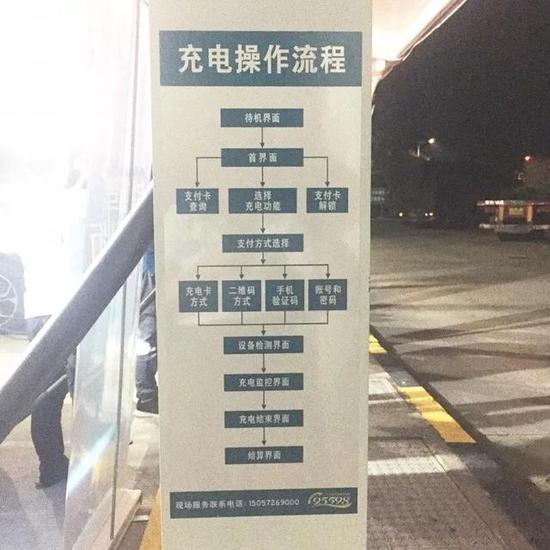 充电操作流程
待机界面
首界面
支付卡
查询
选择
充电功能
支付卡
解锁
支付方式选择
充电卡
方式
二维码
方式
手机
验证码
账号和
密码
设备检测界面
充电监控界面
充电结束界面
结算界面
现场服务联系电话: 15057269000
95598